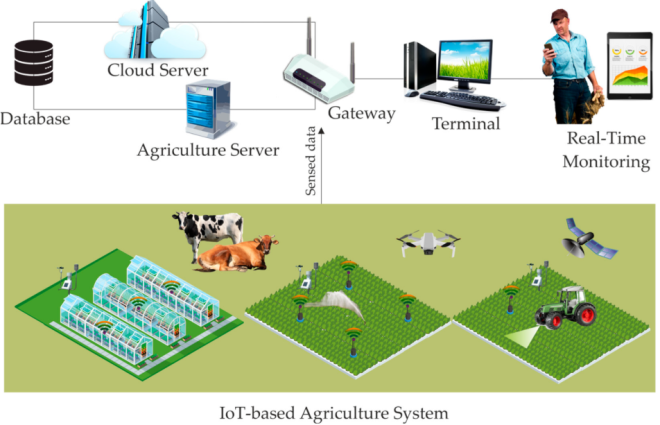 Cloud Server
Database
Agriculture Server
Gateway
Terminal
Real-Time
Monitoring
Sensed data
IoT-based Agriculture System